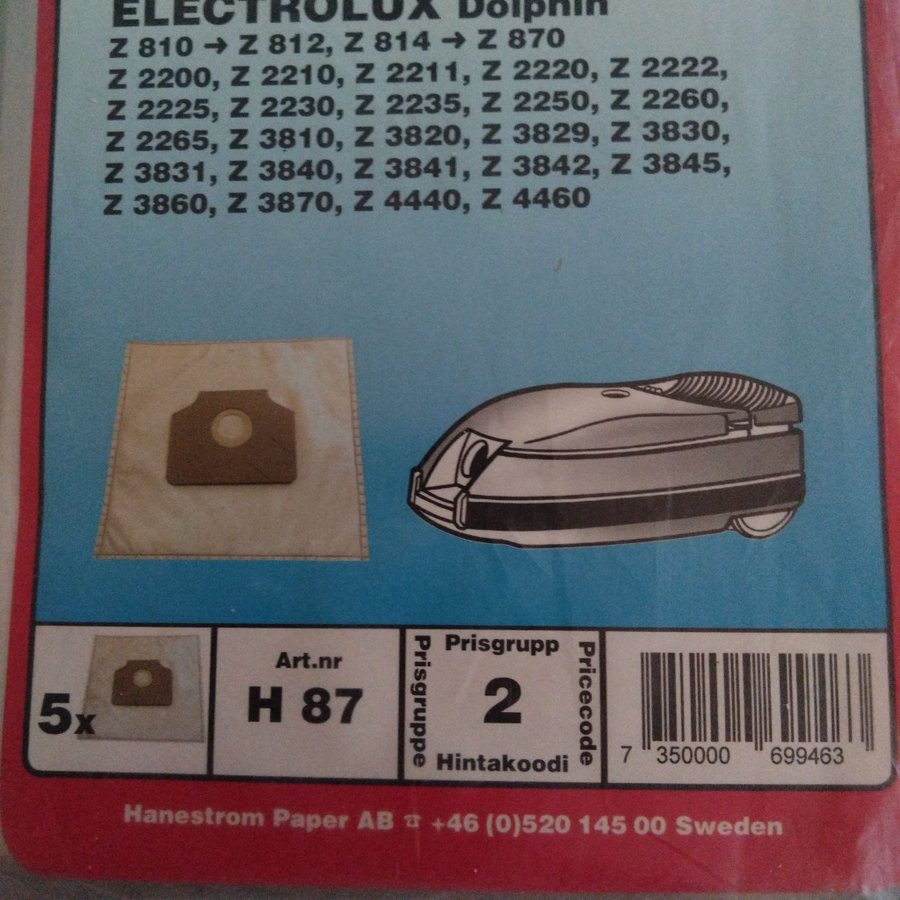 ELECTROLUX Dolphin
Z 810 → Z 812, Z 814 → Z 870
Z 2200, Z 2210, Z 2211, Z 2220, Z 2222,
Z 2225, Z 2230, Z 2235, Z 2250, Z 2260,
Z 2265, Z 3810, Z 3820, Z 3829, Z 3830,
Z 3831, Z 3840, Z 3841, Z 3842, Z 3845,
Z 3860, Z 3870, Z 4440, Z 4460
5x
Art.nr
H 87
Prisgruppe
Prisgrupp
2
Hintakoodi
Pricecode
7 350000 699463
Hanestrom Paper AB ☎ +46 (0)520 145 00 Sweden